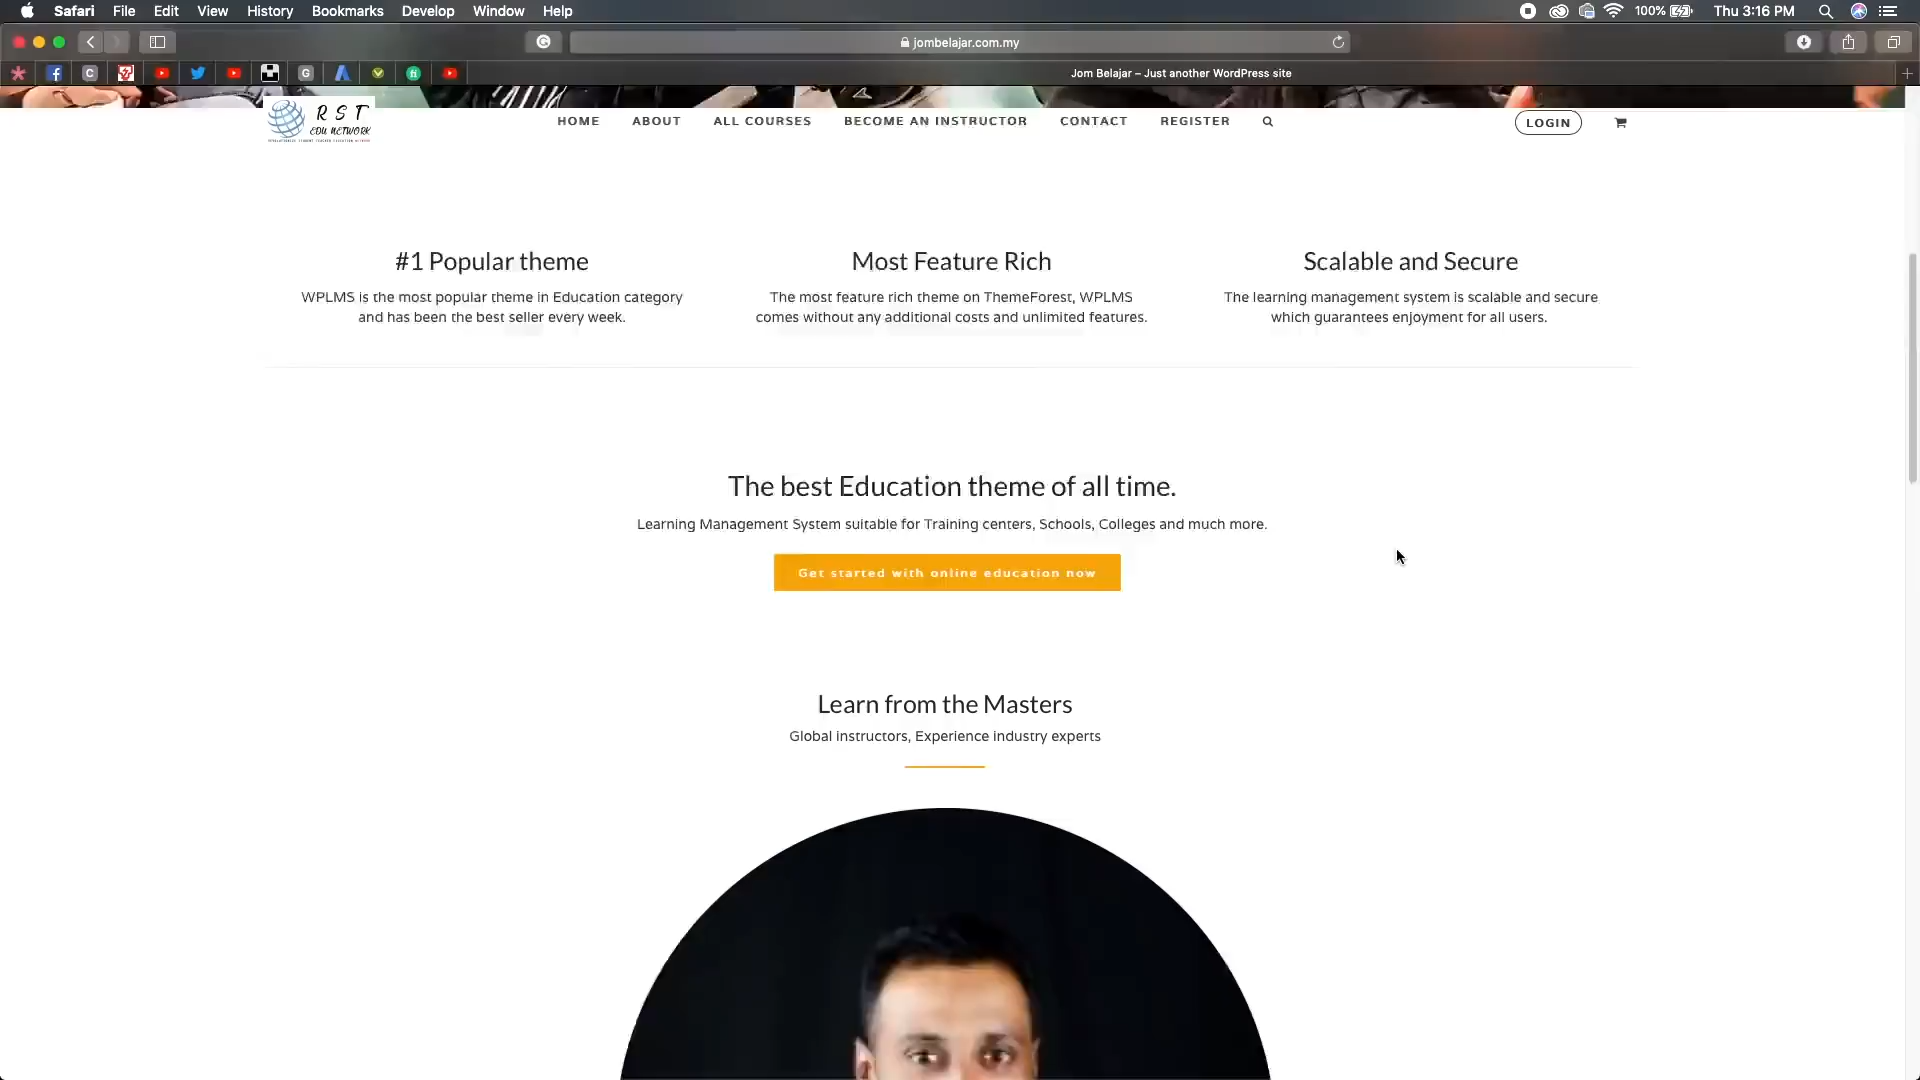 Safari File Edit View History Bookmarks Develop Window Help
100% Thu 3:16 PM
jombelajar.com.my
Jom Belajar – Just another WordPress site
R S T
EDU NETWORK
HOME ABOUT ALL COURSES BECOME AN INSTRUCTOR CONTACT REGISTER
LOGIN
#1 Popular theme
WPLMS is the most popular theme in Education category
and has been the best seller every week.
Most Feature Rich
The most feature rich theme on ThemeForest, WPLMS
comes without any additional costs and unlimited features.
Scalable and Secure
The learning management system is scalable and secure
which guarantees enjoyment for all users.
The best Education theme of all time.
Learning Management System suitable for Training centers, Schools, Colleges and much more.
Get started with online education now
Learn from the Masters
Global instructors, Experience industry experts